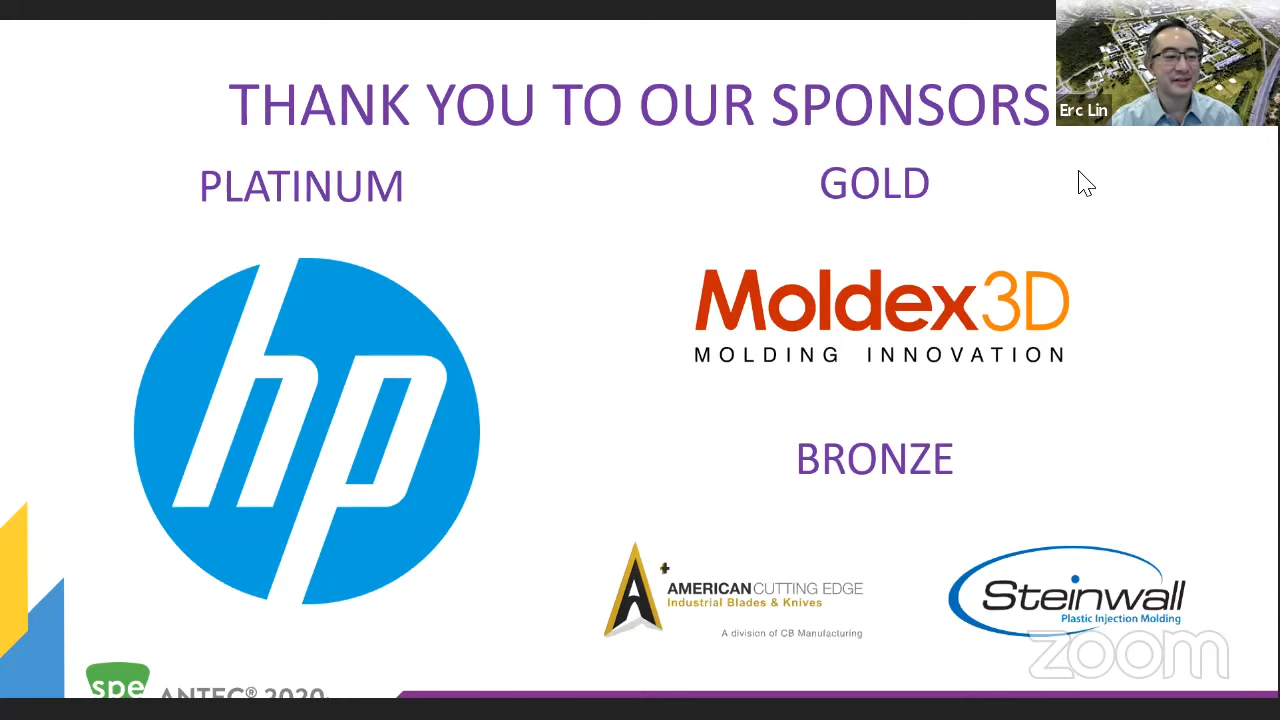 THANK YOU TO OUR SPONSORS
Erc Lin
PLATINUM
GOLD
hp
Moldex3D
MOLDING INNOVATION
BRONZE
A+
AMERICAN CUTTING EDGE
Industrial Blades & Knives
A division of CB Manufacturing
Steinwall
Plastic Injection Molding
zoom
spe
ANTEC® 2020